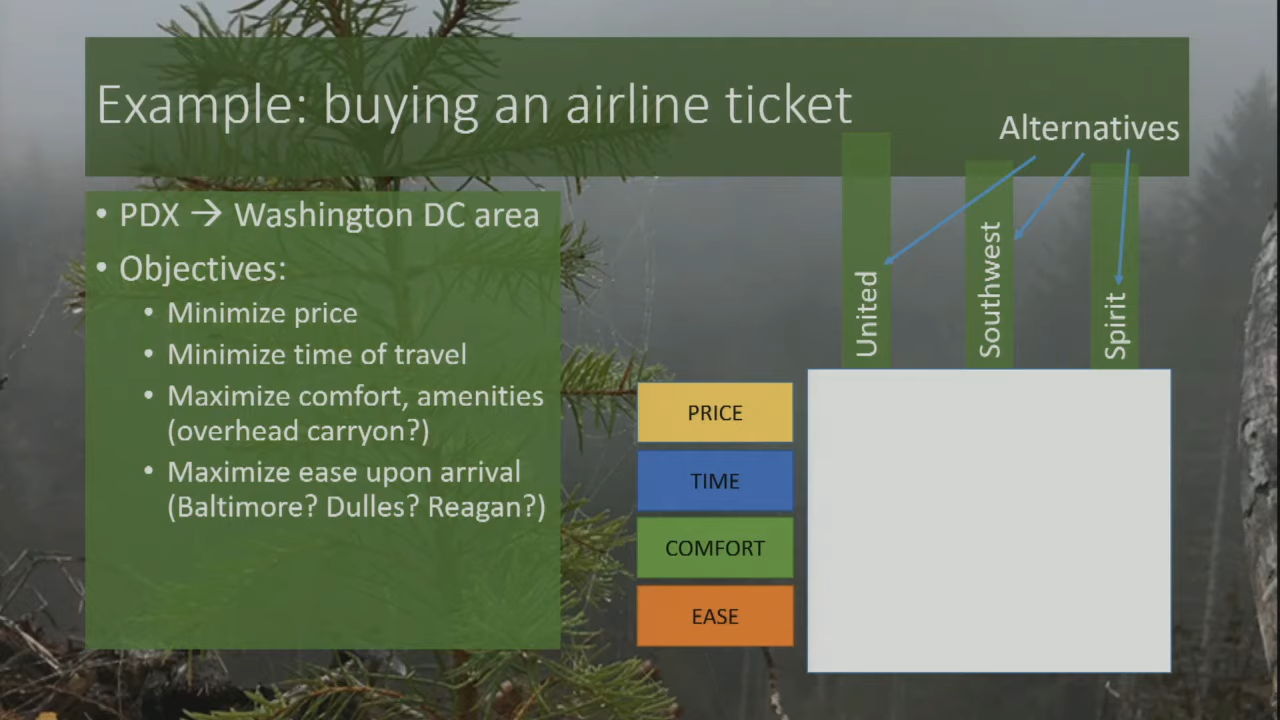 Example: buying an airline ticket
Alternatives
• PDX → Washington DC area
• Objectives:
• Minimize price
• Minimize time of travel
• Maximize comfort, amenities
(overhead carryon?)
• Maximize ease upon arrival
(Baltimore? Dulles? Reagan?)
United
Southwest
Spirit
PRICE
TIME
COMFORT
EASE